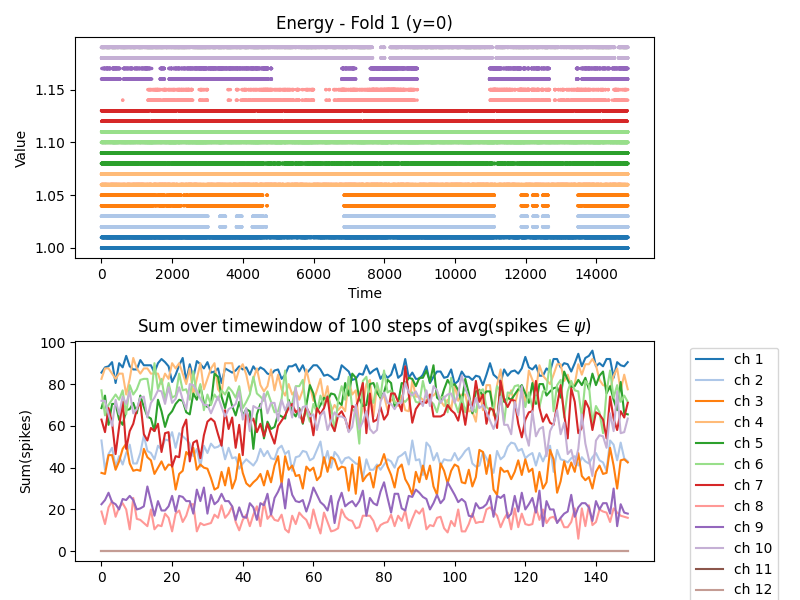 Energy - Fold 1 (y=0)
1.15
1.10
1.05
1.00
Value
0 2000 4000 6000 8000 10000 12000 14000
Time
Sum over timewindow of 100 steps of avg(spikes ∈ψ)
100
80
60
40
20
0
Sum(spikes)
0 20 40 60 80 100 120 140
ch 1
ch 2
ch 3
ch 4
ch 5
ch 6
ch 7
ch 8
ch 9
ch 10
ch 11
ch 12